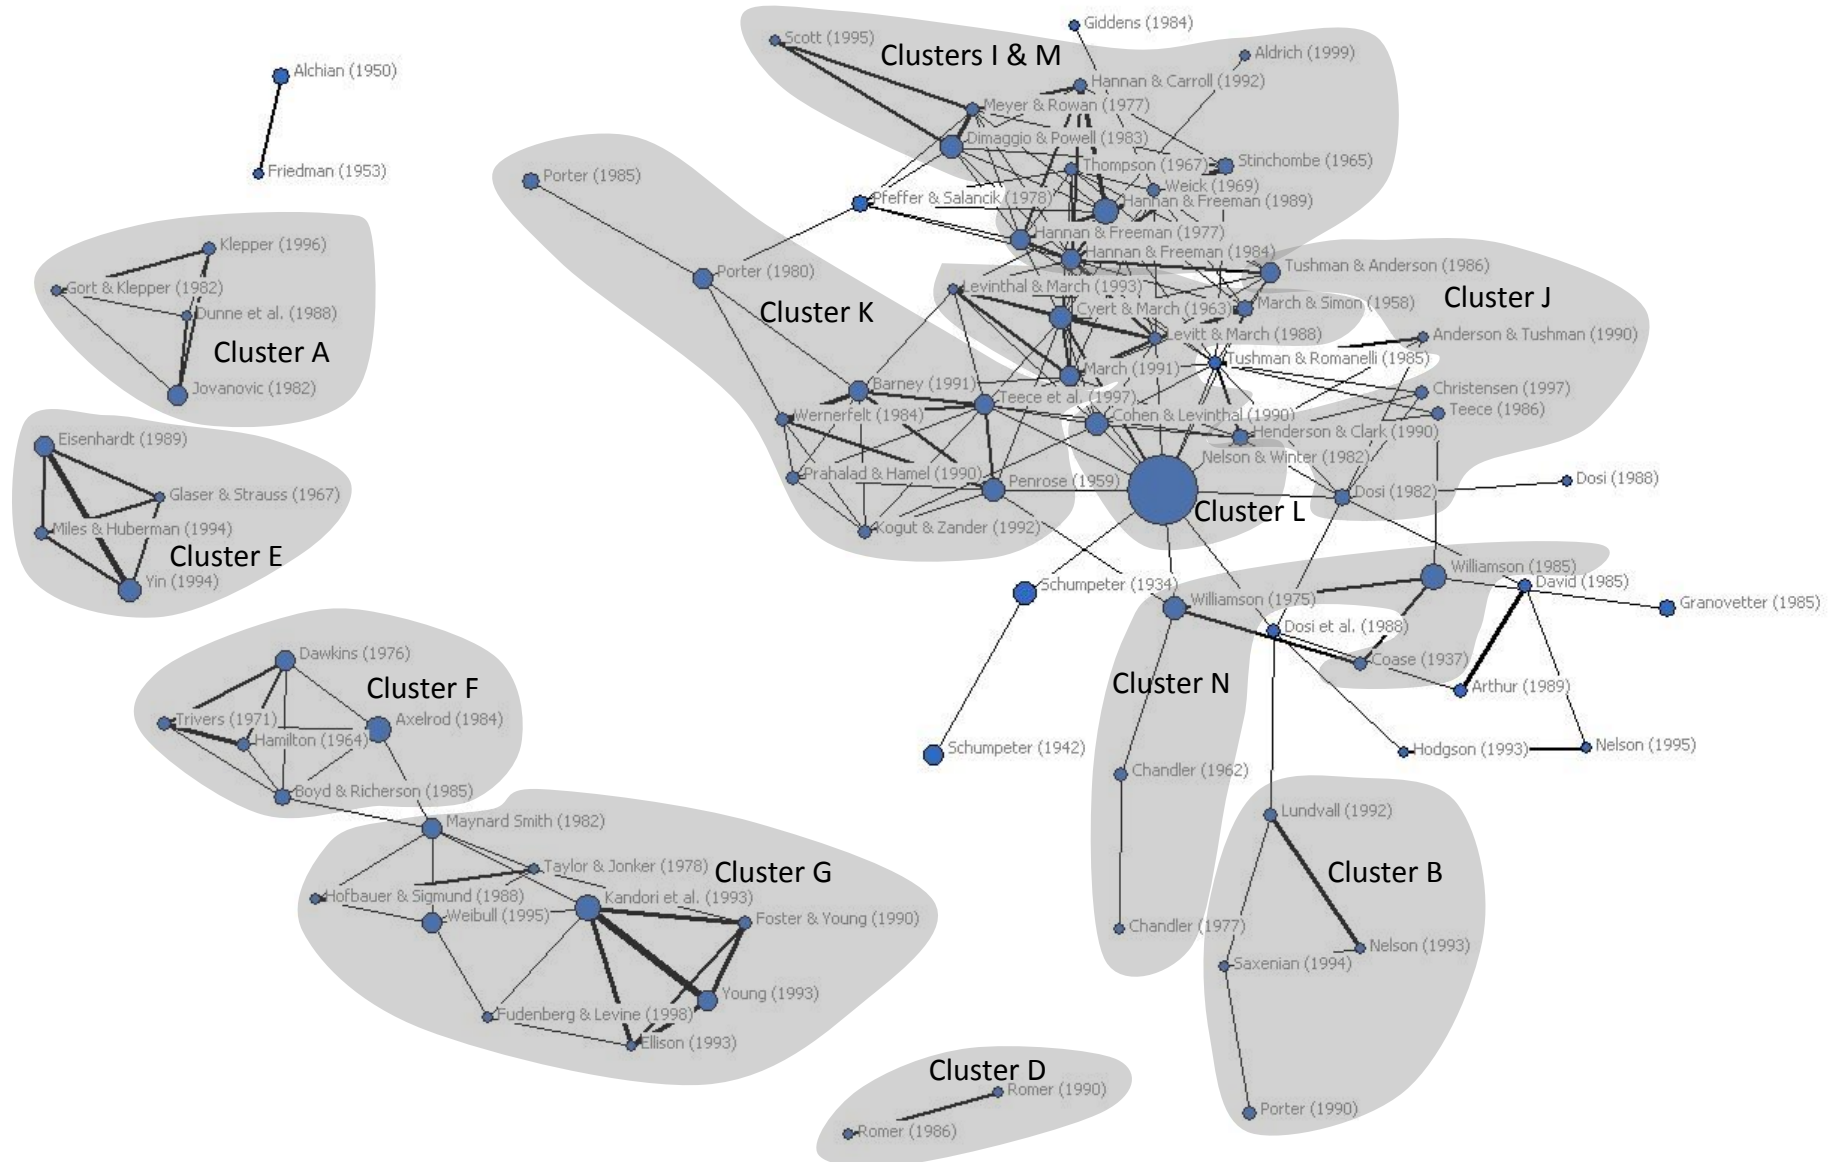 Giddens (1984)
Scott (1995)
Clusters I & M
Aldrich (1999)
Alchian (1950)
Hannan & Carroll (1992)
Meyer & Rowan (1977)
Dimaggio & Powell (1983)
Friedman (1953)
Thompson (1967)
Stinchombe (1965)
Porter (1985)
Weick (1969)
Pfeffer & Salancik (1978)
Hannan & Freeman (1989)
Hannan & Freeman (1977)
Klepper (1996)
Hannan & Freeman (1984)
Tushman & Anderson (1986)
Porter (1980)
Gort & Klepper (1982)
Levinthal & March (1993)
Cluster J
March & Simon (1958)
Cyert & March (1963)
Cluster K
Dunne et al. (1988)
Levitt & March (1988)
Anderson & Tushman (1990)
Cluster A
Tushman & Romanelli (1985)
March (1991)
Jovanovic (1982)
Barney (1991)
Christensen (1997)
Teece et al. (1997)
Teece (1986)
Wernerfelt (1984)
Cohen & Levinthal (1990)
Henderson & Clark (1990)
Eisenhardt (1989)
Nelson & Winter (1982)
Prahalad & Hamel (1990)
Dosi (1988)
Penrose (1959)
Dosi (1982)
Glaser & Strauss (1967)
Cluster L
Miles & Huberman (1994)
Kogut & Zander (1992)
Cluster E
Williamson (1985)
Yin (1994)
David (1985)
Schumpeter (1934)
Williamson (1975)
Granovetter (1985)
Dosi et al. (1988)
Dawkins (1976)
Coase (1937)
Cluster F
Cluster N
Arthur (1989)
Trivers (1971)
Axelrod (1984)
Hamilton (1964)
Schumpeter (1942)
Hodgson (1993)
Nelson (1995)
Chandler (1962)
Boyd & Richerson (1985)
Lundvall (1992)
Maynard Smith (1982)
Taylor & Jonker (1978)
Cluster G
Cluster B
Hofbauer & Sigmund (1988)
Kandori et al. (1993)
Weibull (1995)
Foster & Young (1990)
Chandler (1977)
Nelson (1993)
Saxenian (1994)
Young (1993)
Fudenberg & Levine (1998)
Ellison (1993)
Cluster D
Romer (1990)
Porter (1990)
Romer (1986)